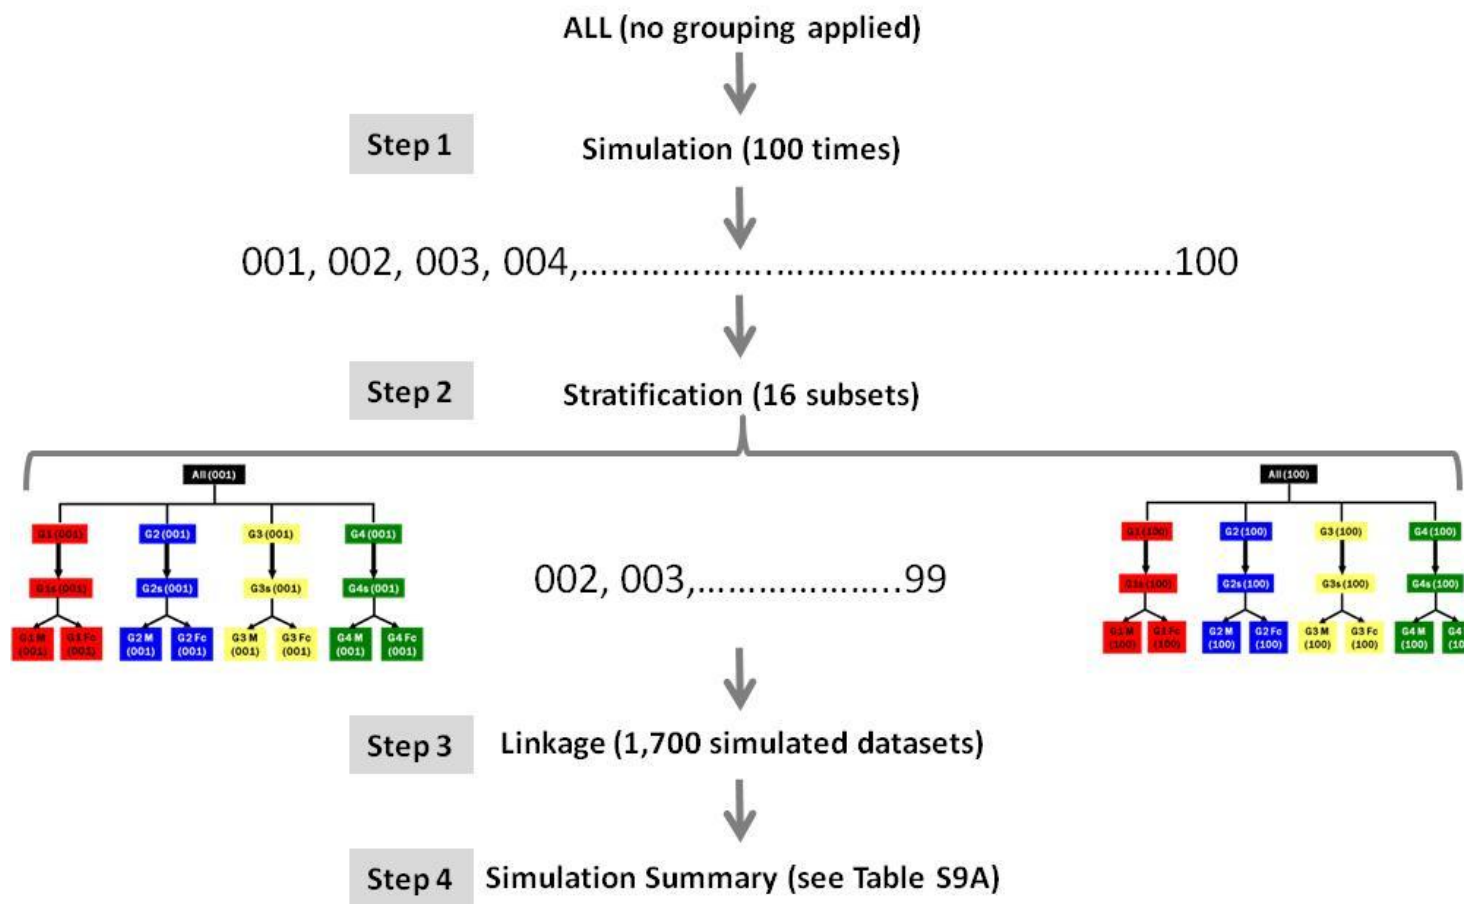 ALL (no grouping applied)
Step 1
Simulation (100 times)
001, 002, 003, 004,...............................................................100
Step 2
Stratification (16 subsets)
All (001)
G1 (001) G2 (001) G3 (001) G4 (001)
G1s (001) G2s (001) G3s (001) G4s (001)
G1 M G1 Fc G2 M G2 Fc G3 M G3 Fc G4 M G4 Fc
(001) (001) (001) (001) (001) (001) (001) (001)
002, 003,......................99
All (100)
G1 (100) G2 (100) G3 (100) G4 (100)
G1s (100) G2s (100) G3s (100) G4s (100)
G1 M G1 Fc G2 M G2 Fc G3 M G3 Fc G4 M G4
(100) (100) (100) (100) (100) (100) (100) (10
Step 3
Linkage (1,700 simulated datasets)
Step 4
Simulation Summary (see Table S9A)